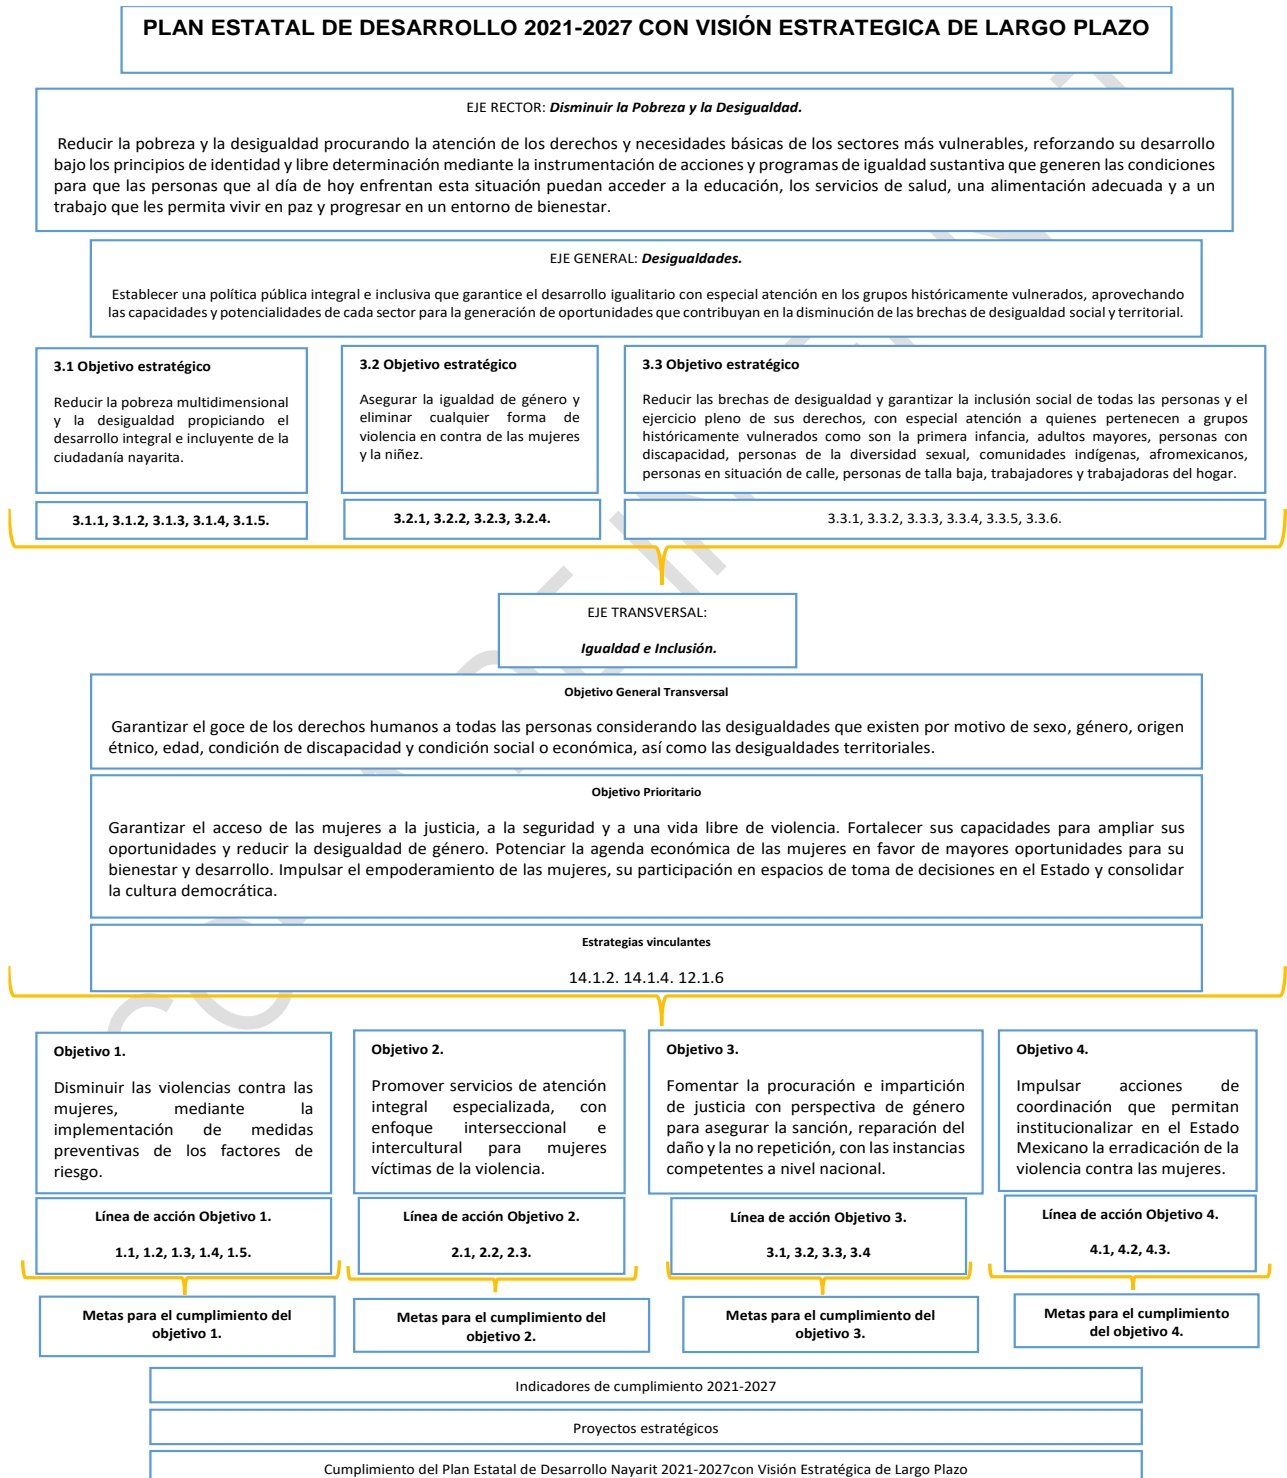 PLAN ESTATAL DE DESARROLLO 2021-2027 CON VISIÓN ESTRATEGICA DE LARGO PLAZO
EJE RECTOR: Disminuir la Pobreza y la Desigualdad.
Reducir la pobreza y la desigualdad procurando la atención de los derechos y necesidades básicas de los sectores más vulnerables, reforzando su desarrollo
bajo los principios de identidad y libre determinación mediante la instrumentación de acciones y programas de igualdad sustantiva que generen las condiciones
para que las personas que al día de hoy enfrentan esta situación puedan acceder a la educación, los servicios de salud, una alimentación adecuada y a un
trabajo que les permita vivir en paz y progresar en un entorno de bienestar.
EJE GENERAL: Desigualdades.
Establecer una política pública integral e inclusiva que garantice el desarrollo igualitario con especial atención en los grupos históricamente vulnerados, aprovechando
las capacidades y potencialidades de cada sector para la generación de oportunidades que contribuyan en la disminución de las brechas de desigualdad social y territorial.
3.1 Objetivo estratégico
Reducir la pobreza multidimensional
y la desigualdad propiciando el
desarrollo integral e incluyente de la
ciudadanía nayarita.
3.1.1, 3.1.2, 3.1.3, 3.1.4, 3.1.5.
3.2 Objetivo estratégico
Asegurar la igualdad de género y
eliminar cualquier forma de
violencia en contra de las mujeres
y la niñez.
3.2.1, 3.2.2, 3.2.3, 3.2.4.
3.3 Objetivo estratégico
Reducir las brechas de desigualdad y garantizar la inclusión social de todas las personas y el
ejercicio pleno de sus derechos, con especial atención a quienes pertenecen a grupos
históricamente vulnerados como son la primera infancia, adultos mayores, personas con
discapacidad, personas de la diversidad sexual, comunidades indígenas, afromexicanos,
personas en situación de calle, personas de talla baja, trabajadores y trabajadoras del hogar.
3.3.1, 3.3.2, 3.3.3, 3.3.4, 3.3.5, 3.3.6.
EJE TRANSVERSAL:
Igualdad e Inclusión.
Objetivo General Transversal
Garantizar el goce de los derechos humanos a todas las personas considerando las desigualdades que existen por motivo de sexo, género, origen
étnico, edad, condición de discapacidad y condición social o económica, así como las desigualdades territoriales.
Objetivo Prioritario
Garantizar el acceso de las mujeres a la justicia, a la seguridad y a una vida libre de violencia. Fortalecer sus capacidades para ampliar sus
oportunidades y reducir la desigualdad de género. Potenciar la agenda económica de las mujeres en favor de mayores oportunidades para su
bienestar y desarrollo. Impulsar el empoderamiento de las mujeres, su participación en espacios de toma de decisiones en el Estado y consolidar
la cultura democrática.
Estrategias vinculantes
14.1.2. 14.1.4. 12.1.6
Objetivo 1.
Disminuir las violencias contra las
mujeres, mediante la
implementación de medidas
preventivas de los factores de
riesgo.
Línea de acción Objetivo 1.
1.1, 1.2, 1.3, 1.4, 1.5.
Metas para el cumplimiento del
objetivo 1.
Objetivo 2.
Promover servicios de atención
integral especializada, con
enfoque interseccional e
intercultural para mujeres
víctimas de la violencia.
Línea de acción Objetivo 2.
2.1, 2.2, 2.3.
Metas para el cumplimiento del
objetivo 2.
Objetivo 3.
Fomentar la procuración e impartición
de justicia con perspectiva de género
para asegurar la sanción, reparación del
daño y la no repetición, con las instancias
competentes a nivel nacional.
Línea de acción Objetivo 3.
3.1, 3.2, 3.3, 3.4
Metas para el cumplimiento del
objetivo 3.
Objetivo 4.
Impulsar acciones de
coordinación que permitan
institucionalizar en el Estado
Mexicano la erradicación de la
violencia contra las mujeres.
Línea de acción Objetivo 4.
4.1, 4.2, 4.3.
Metas para el cumplimiento
del objetivo 4.
Indicadores de cumplimiento 2021-2027
Proyectos estratégicos
Cumplimiento del Plan Estatal de Desarrollo Nayarit 2021-2027con Visión Estratégica de Largo Plazo